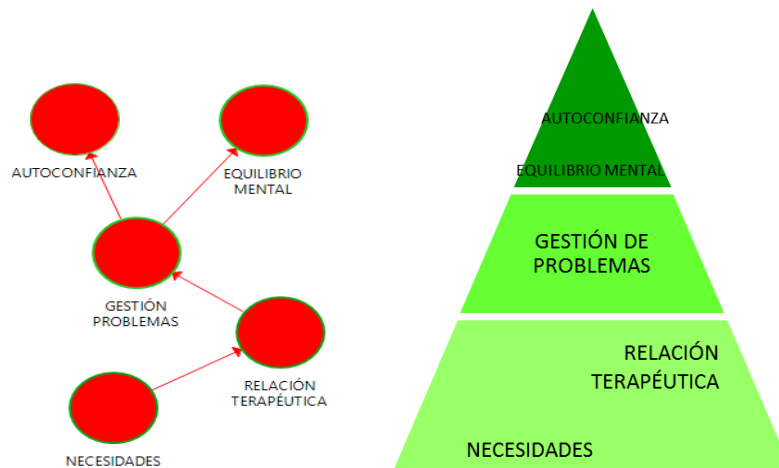 AUTOCONFIANZA
EQUILIBRIO
MENTAL
GESTIÓN
PROBLEMAS
RELACIÓN
TERAPÉUTICA
NECESIDADES
AUTOCONFIANZA
EQUILIBRIO MENTAL
GESTIÓN DE
PROBLEMAS
RELACIÓN
TERAPÉUTICA
NECESIDADES